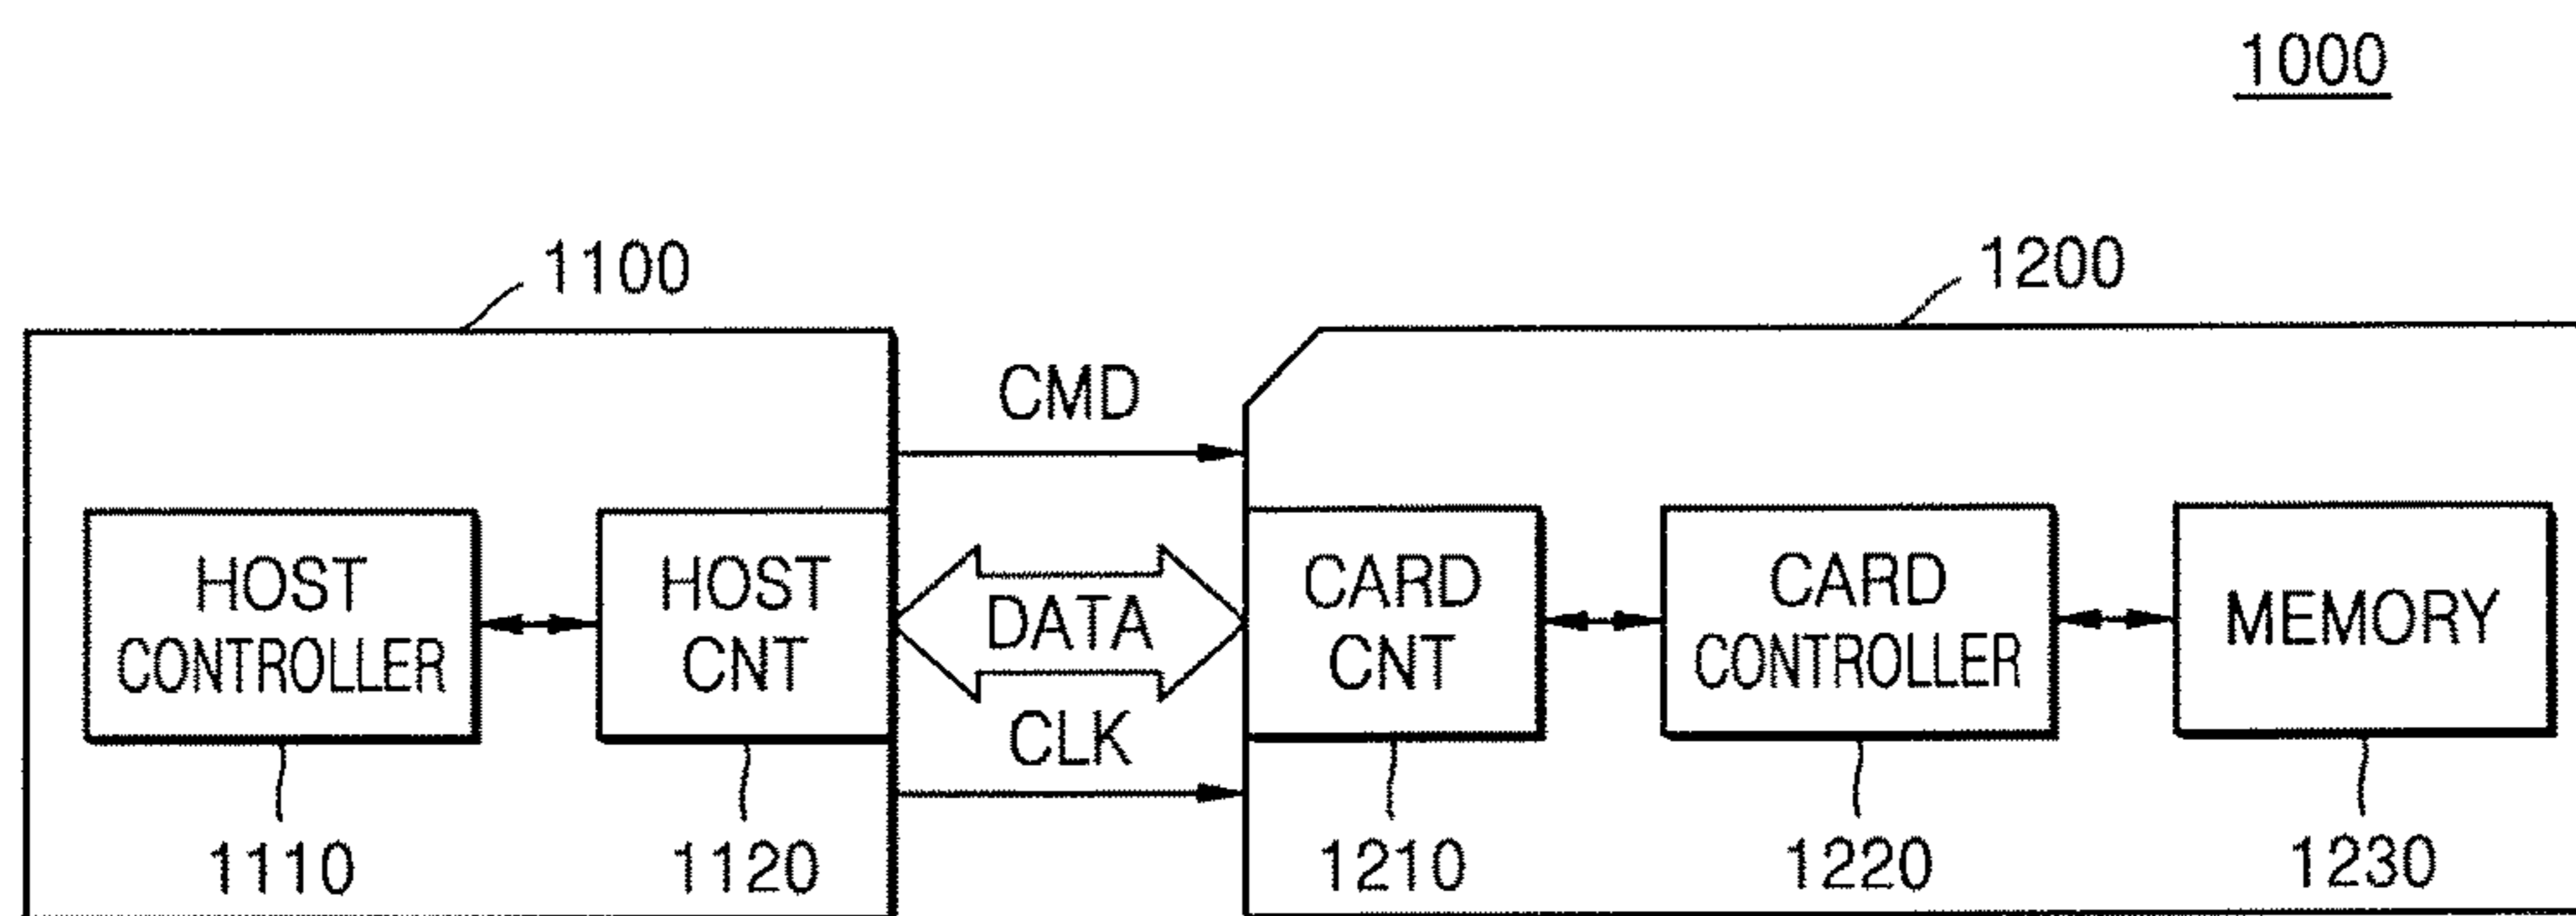 1000
1100
1200
CMD
HOST
CONTROLLER
HOST
CNT
DATA
CARD
CNT
CARD
CONTROLLER
MEMORY
CLK
1110
1120
1210
1220
1230